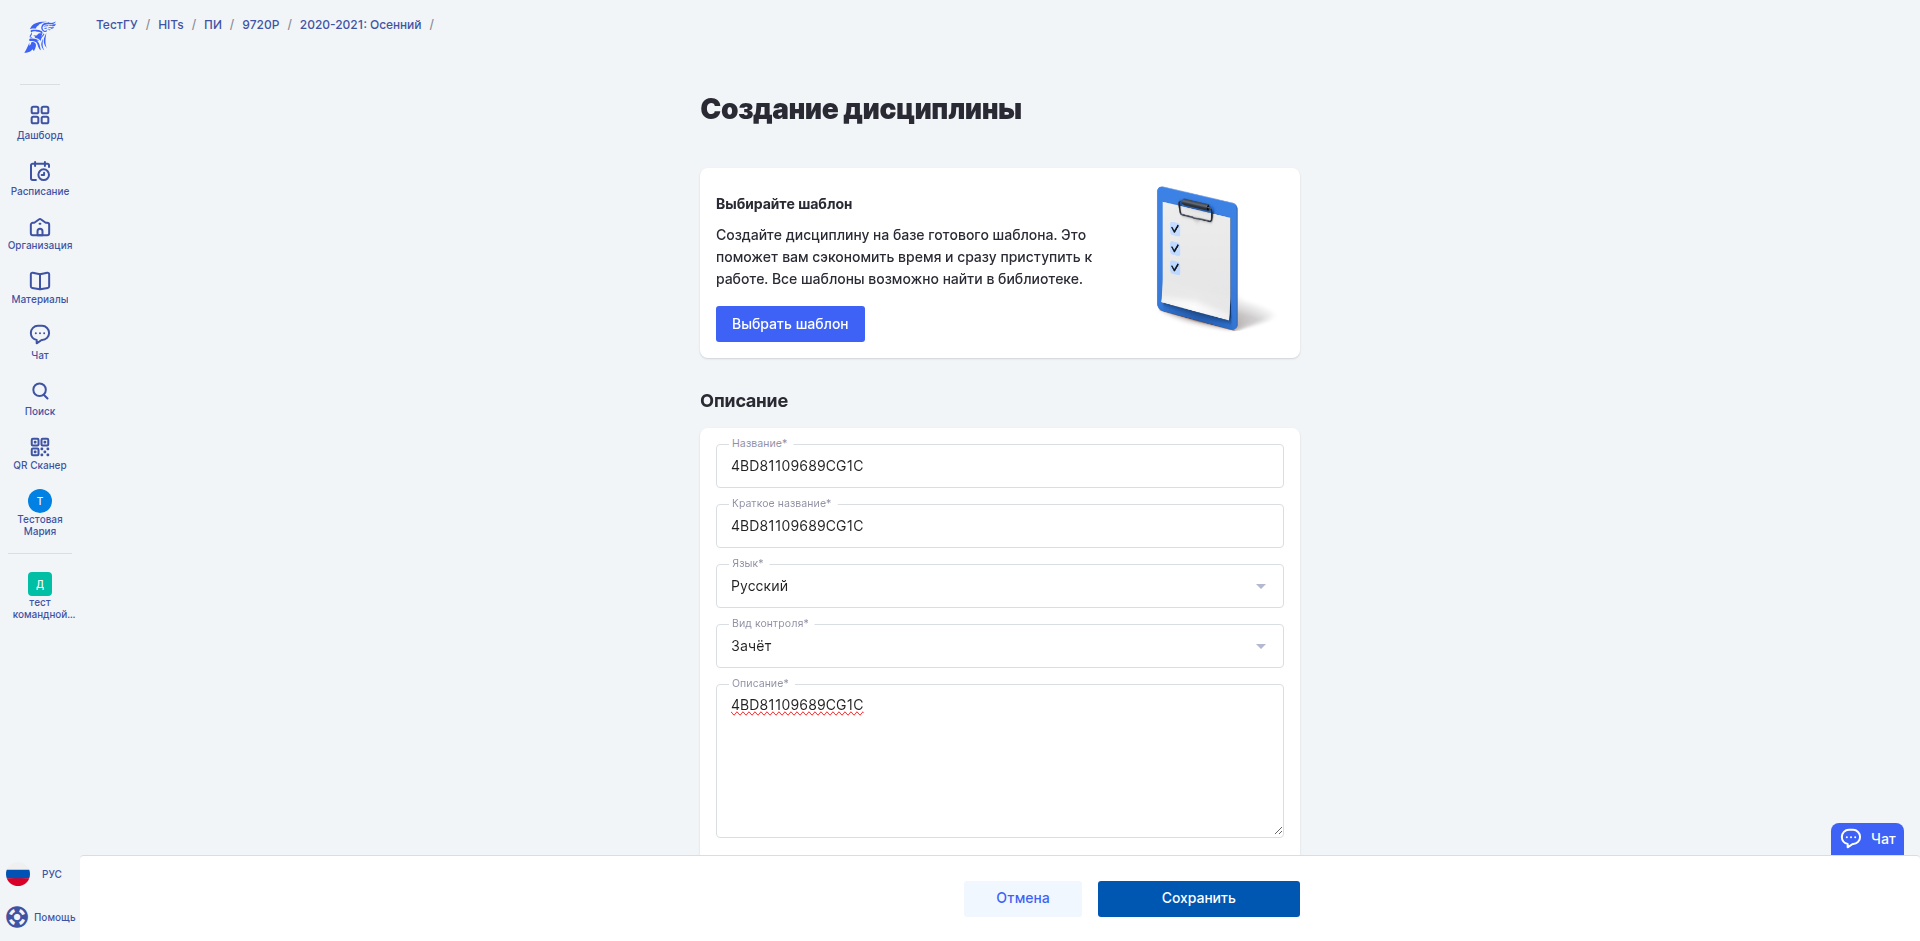 ТестГУ / HITs / ПИ / 9720Р / 2020-2021: Осенний /
Дашборд
Расписание
Организация
Материалы
Чат
Поиск
QR Сканер
Т
Тестовая
Мария
Д
тест
командной...
РУС
Помощь
Создание дисциплины
Выбирайте шаблон
Создайте дисциплину на базе готового шаблона. Это
поможет вам сэкономить время и сразу приступить к
работе. Все шаблоны возможно найти в библиотеке.
Выбрать шаблон
Описание
Название*
4BD81109689CG1C
Краткое название*
4BD81109689CG1C
Язык*
Русский
Вид контроля*
Зачёт
Описание*
4BD81109689CG1C
Чат
Отмена
Сохранить